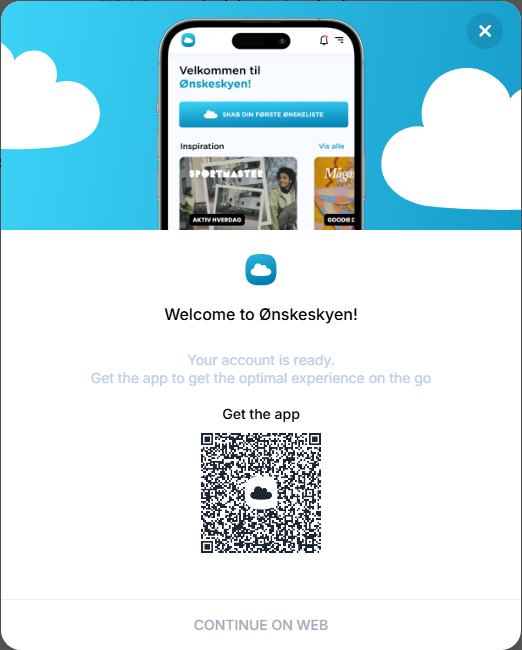 Velkommen til
Ønskeskyen!
SKAB DIN FØRSTE ØNSKELISTE
Inspiration
Vis alle
SPORTMASTER
AKTIV HVERDAG
GOODIE
Welcome to Ønskeskyen!
Your account is ready.
Get the app to get the optimal experience on the go
Get the app
CONTINUE ON WEB